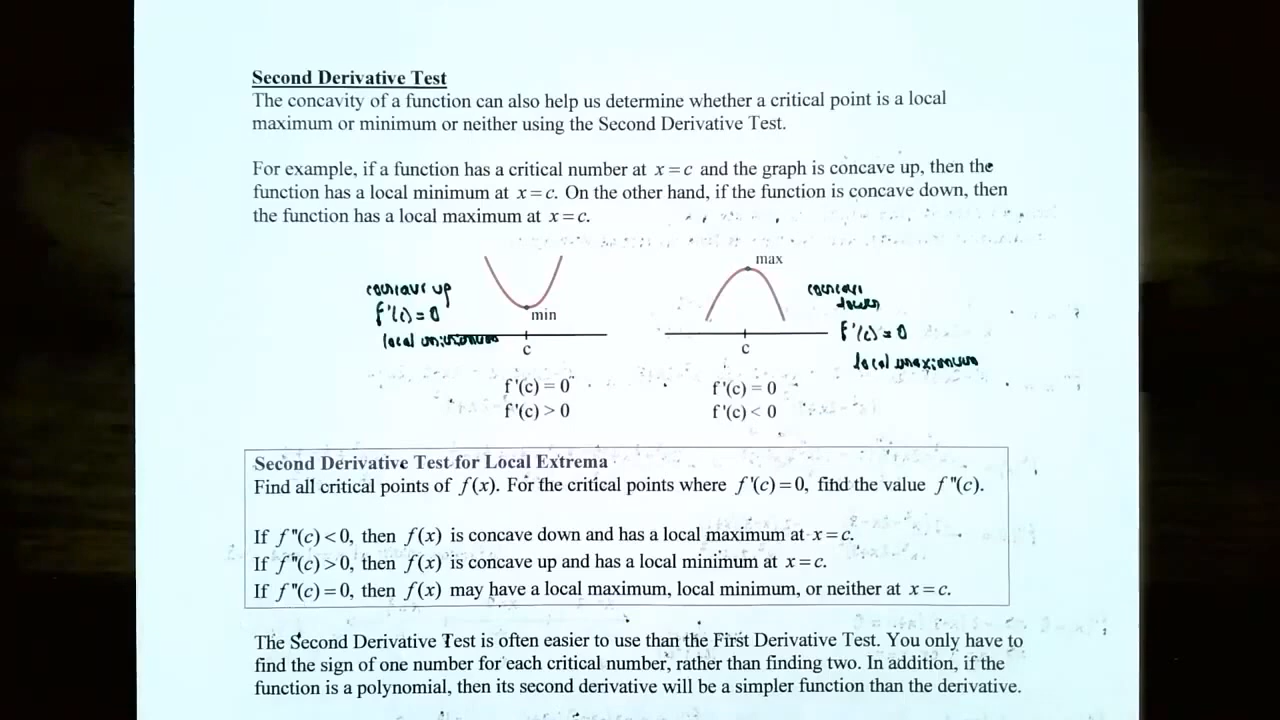 Second Derivative Test
The concavity of a function can also help us determine whether a critical point is a local
maximum or minimum or neither using the Second Derivative Test.
For example, if a function has a critical number at x = c and the graph is concave up, then the
function has a local minimum at x = c. On the other hand, if the function is concave down, then
the function has a local maximum at x = c.
concave up
f'(c) = 0
local minimum
min
c
f'(c) = 0
f"(c) > 0
max
concave
down
f'(c) = 0
local maximum
c
f'(c) = 0
f"(c) < 0
Second Derivative Test for Local Extrema
Find all critical points of f(x). For the critical points where f'(c) = 0, find the value f"(c).
If f"(c) < 0, then f(x) is concave down and has a local maximum at x = c.
If f"(c) > 0, then f(x) is concave up and has a local minimum at x = c.
If f"(c) = 0, then f(x) may have a local maximum, local minimum, or neither at x = c.
The Second Derivative Test is often easier to use than the First Derivative Test. You only have to
find the sign of one number for each critical number, rather than finding two. In addition, if the
function is a polynomial, then its second derivative will be a simpler function than the derivative.